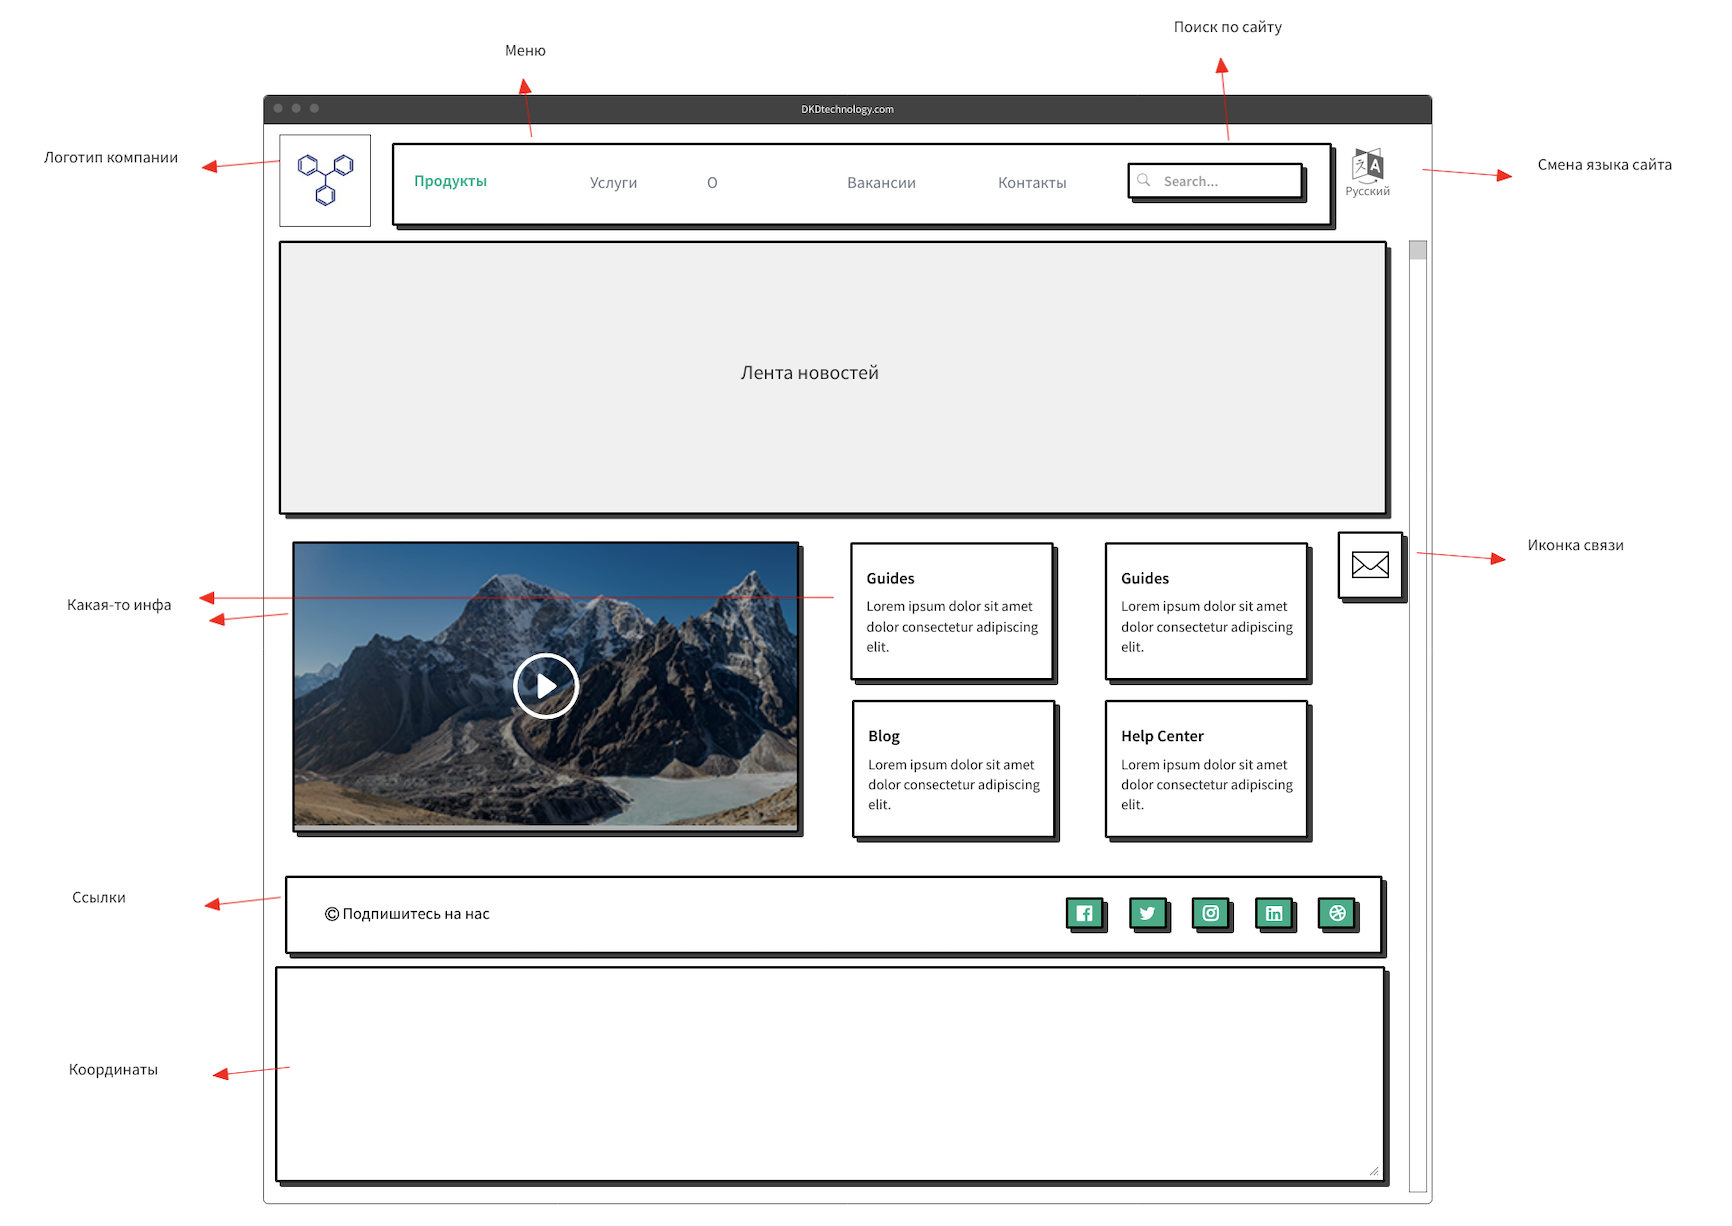 Поиск по сайту
Меню
DKDtechnology.com
Логотип компании
Продукты
Услуги
О
Вакансии
Контакты
Search...
Русский
Смена языка сайта
Лента новостей
Иконка связи
Какая-то инфа
Guides
Lorem ipsum dolor sit amet
dolor consectetur adipiscing
elit.
Guides
Lorem ipsum dolor sit amet
dolor consectetur adipiscing
elit.
Blog
Lorem ipsum dolor sit amet
dolor consectetur adipiscing
elit.
Help Center
Lorem ipsum dolor sit amet
dolor consectetur adipiscing
elit.
Ссылки
© Подпишитесь на нас
Координаты